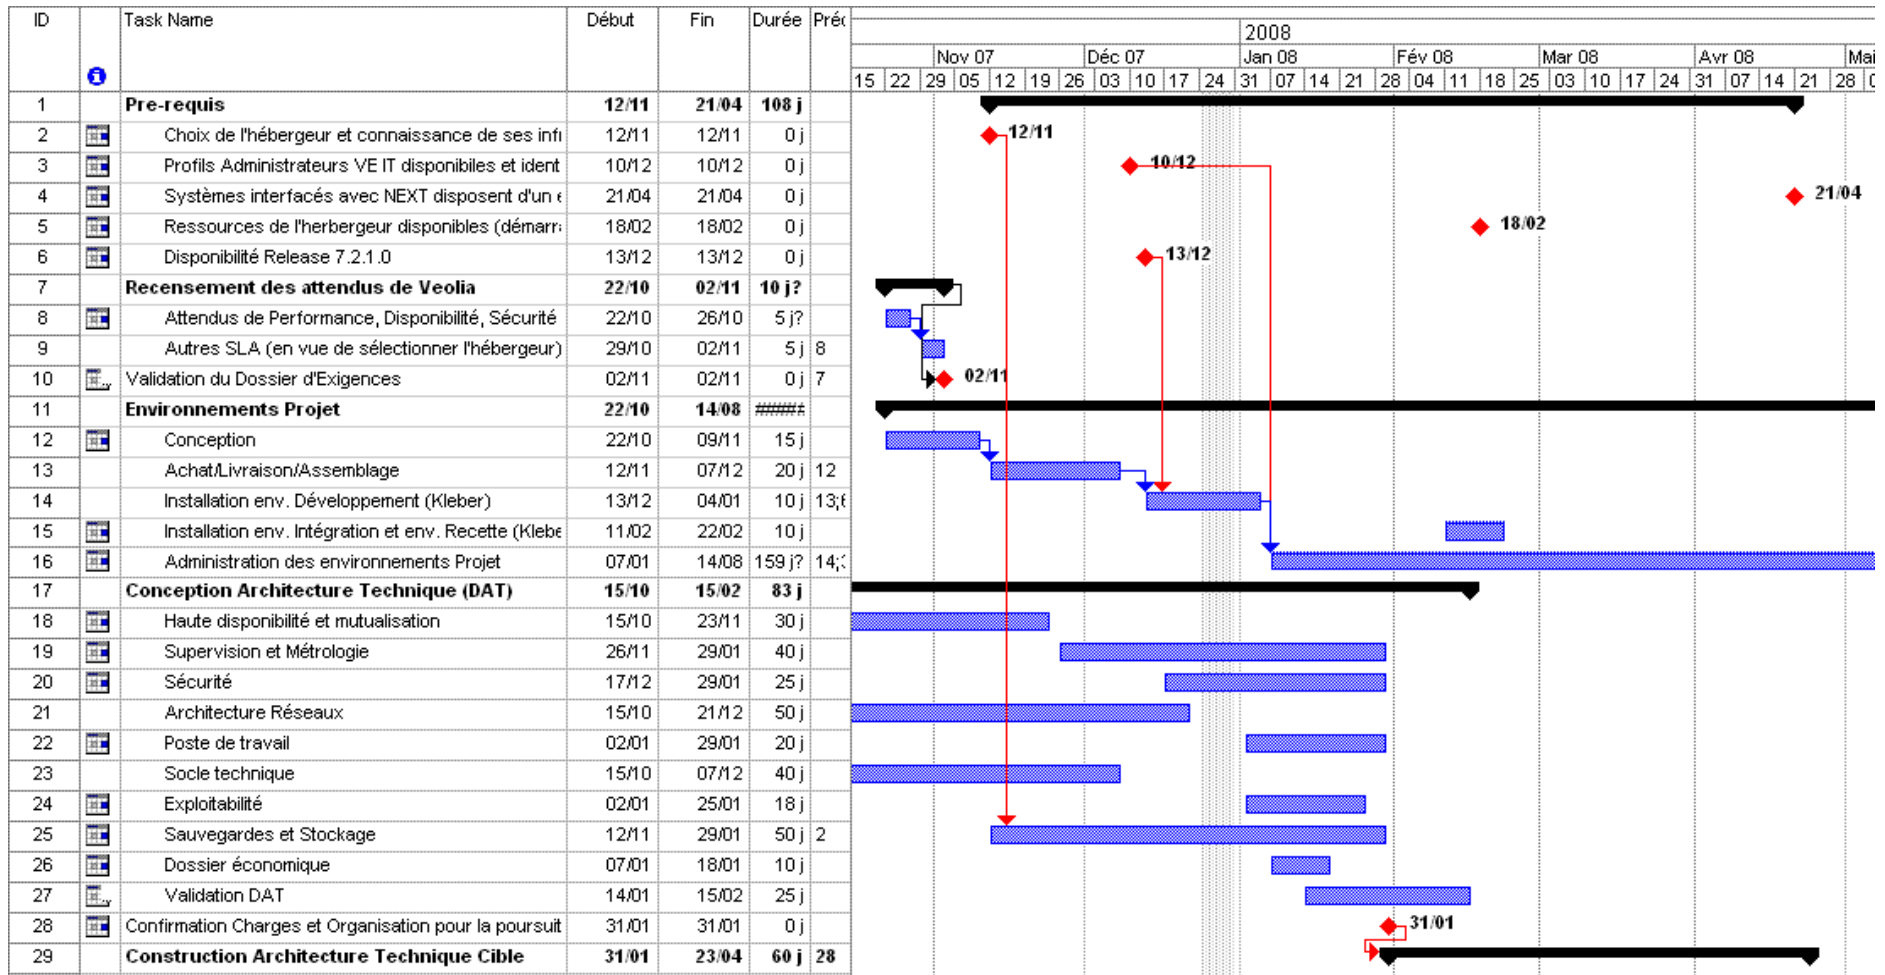 ID Task Name Début Fin Durée Préc
2008
Nov 07 Déc 07 Jan 08 Fév 08 Mar 08 Avr 08 Mai
15 22 29 05 12 19 26 03 10 17 24 31 07 14 21 28 04 11 18 25 03 10 17 24 31 07 14 21 28 0
1 Pre-requis 12/11 21/04 108 j
2 Choix de l'hébergeur et connaissance de ses infr 12/11 12/11 0 j 12/11
3 Profils Administrateurs VE IT disponibiles et ident 10/12 10/12 0 j 10/12
4 Systèmes interfacés avec NEXT disposent d'un e 21/04 21/04 0 j 21/04
5 Ressources de l'herbergeur disponibles (démarr 18/02 18/02 0 j 18/02
6 Disponibilité Release 7.2.1.0 13/12 13/12 0 j 13/12
7 Recensement des attendus de Veolia 22/10 02/11 10 j?
8 Attendus de Performance, Disponibilité, Sécurité 22/10 26/10 5 j?
9 Autres SLA (en vue de sélectionner l'hébergeur) 29/10 02/11 5 j 8
10 Validation du Dossier d'Exigences 02/11 02/11 0 j 7 02/11
11 Environnements Projet 22/10 14/08 ######
12 Conception 22/10 09/11 15 j
13 Achat/Livraison/Assemblage 12/11 07/12 20 j 12
14 Installation env. Développement (Kleber) 13/12 04/01 10 j 13;6
15 Installation env. Intégration et env. Recette (Klebe 11/02 22/02 10 j
16 Administration des environnements Projet 07/01 14/08 159 j? 14;
17 Conception Architecture Technique (DAT) 15/10 15/02 83 j
18 Haute disponibilité et mutualisation 15/10 23/11 30 j
19 Supervision et Métrologie 26/11 29/01 40 j
20 Sécurité 17/12 29/01 25 j
21 Architecture Réseaux 15/10 21/12 50 j
22 Poste de travail 02/01 29/01 20 j
23 Socle technique 15/10 07/12 40 j
24 Exploitabilité 02/01 25/01 18 j
25 Sauvegardes et Stockage 12/11 29/01 50 j 2
26 Dossier économique 07/01 18/01 10 j
27 Validation DAT 14/01 15/02 25 j
28 Confirmation Charges et Organisation pour la poursuit 31/01 31/01 0 j 31/01
29 Construction Architecture Technique Cible 31/01 23/04 60 j 28